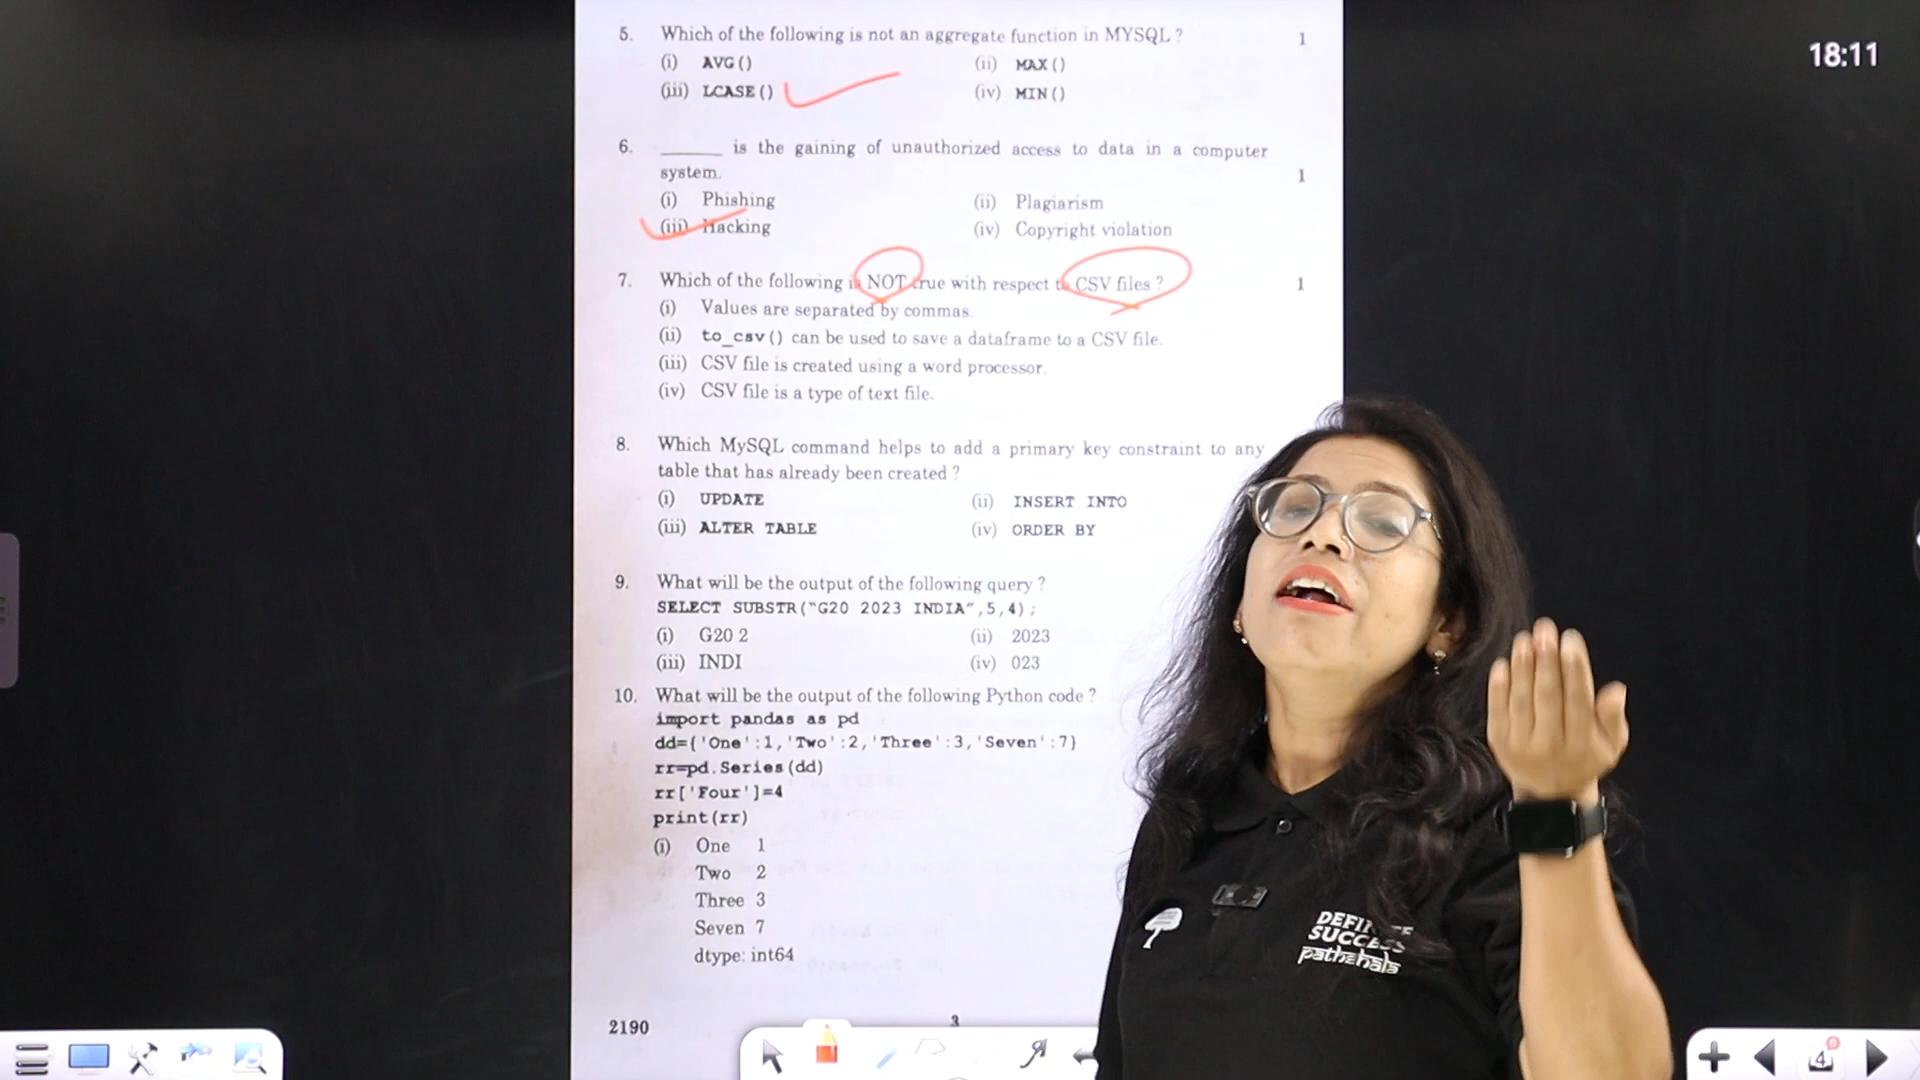 5. Which of the following is not an aggregate function in MYSQL ? 1
(i) AVG() (ii) MAX()
(iii) LCASE() (iv) MIN()
6. ______ is the gaining of unauthorized access to data in a computer
system. 1
(i) Phishing (ii) Plagiarism
(iii) Hacking (iv) Copyright violation
7. Which of the following is NOT true with respect to CSV files ? 1
(i) Values are separated by commas.
(ii) to_csv() can be used to save a dataframe to a CSV file.
(iii) CSV file is created using a word processor.
(iv) CSV file is a type of text file.
8. Which MySQL command helps to add a primary key constraint to any
table that has already been created ?
(i) UPDATE (ii) INSERT INTO
(iii) ALTER TABLE (iv) ORDER BY
9. What will be the output of the following query ?
SELECT SUBSTR("G20 2023 INDIA",5,4);
(i) G20 2 (ii) 2023
(iii) INDI (iv) 023
10. What will be the output of the following Python code ?
import pandas as pd
dd={'One':1,'Two':2,'Three':3,'Seven':7}
rr=pd.Series(dd)
rr['Four']=4
print(rr)
(i) One 1
Two 2
Three 3
Seven 7
dtype: int64
2190 3
18:11
SUCCESS
pathshala
4